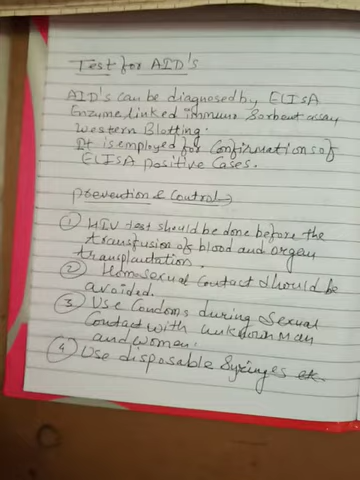 Test for AID's
AID's can be diagnosed by ELISA
Enzyme linked immuno Sorbent assay
Western Blotting.
It is employed for Confirmations of
ELISA positive Cases.
prevention & Control →
① HIV test should be done before the
transfusion of blood and organ
transplantation.
② Homosexual Contact should be
avoided.
③ Use Condoms during Sexual
Contact with unknown Man
and women.
④ Use disposable Syringes etc.